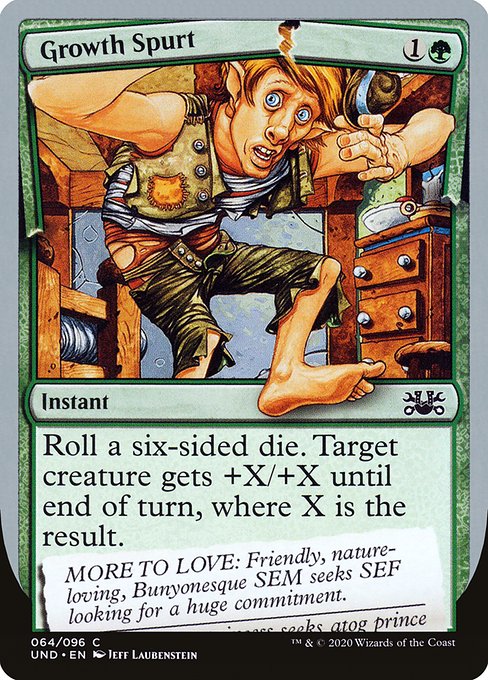 Growth Spurt 1
Instant
Roll a six-sided die. Target
creature gets +X/+X until
end of turn, where X is the
result.
MORE TO LOVE: Friendly, nature-
loving, Bunyonesque SEM seeks SEF
looking for a huge commitment.
seeks atog prince
064/096 C
UND • EN Jeff Laubenstein
™ & © 2020 Wizards of the Coast